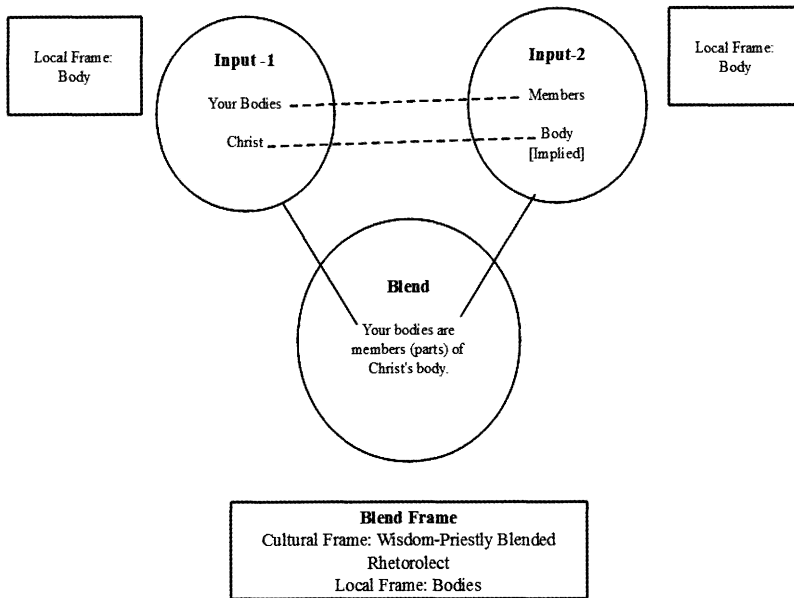 Local Frame:
Body
Input -1
Your Bodies
Christ
Input-2
Members
Body
[Implied]
Local Frame:
Body
Blend
Your bodies are
members (parts) of
Christ's body.
Blend Frame
Cultural Frame: Wisdom-Priestly Blended
Rhetorolect
Local Frame: Bodies